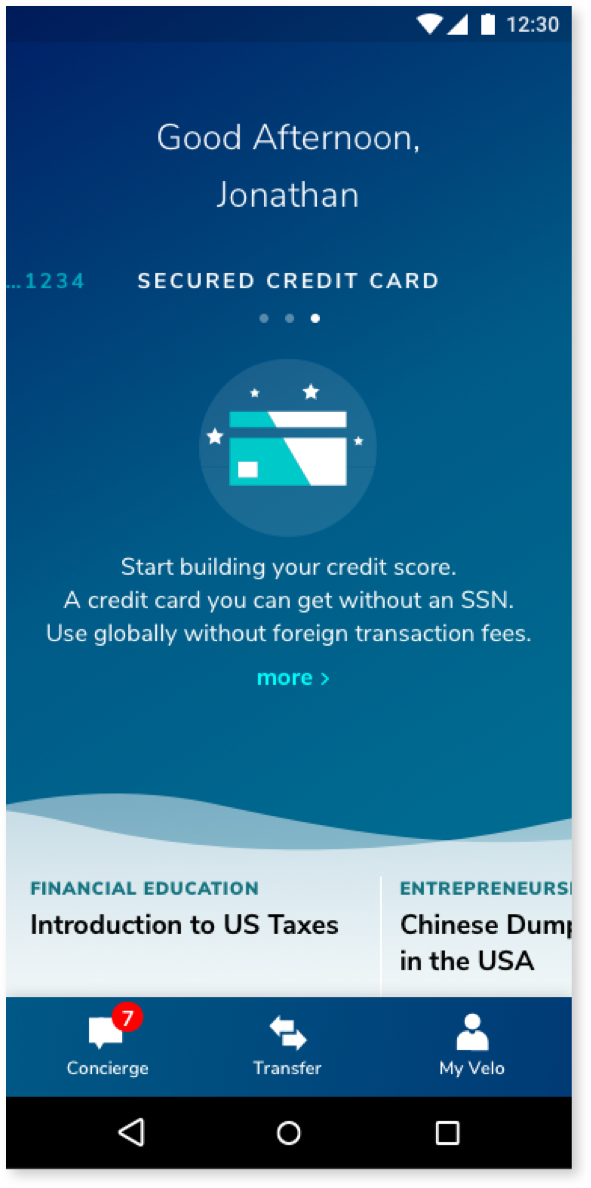 12:30
Good Afternoon,
Jonathan
...1234
SECURED CREDIT CARD
Start building your credit score.
A credit card you can get without an SSN.
Use globally without foreign transaction fees.
more >
FINANCIAL EDUCATION
Introduction to US Taxes
ENTREPRENEURS
Chinese Dump
in the USA
7
Concierge
Transfer
My Velo